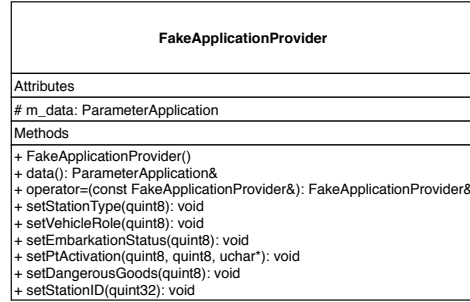 FakeApplicationProvider
Attributes
# m_data: ParameterApplication
Methods
+ FakeApplicationProvider()
+ data(): ParameterApplication&
+ operator=(const FakeApplicationProvider&): FakeApplicationProvider&
+ setStationType(quint8): void
+ setVehicleRole(quint8): void
+ setEmbarkationStatus(quint8): void
+ setPtActivation(quint8, quint8, uchar*): void
+ setDangerousGoods(quint8): void
+ setStationID(quint32): void